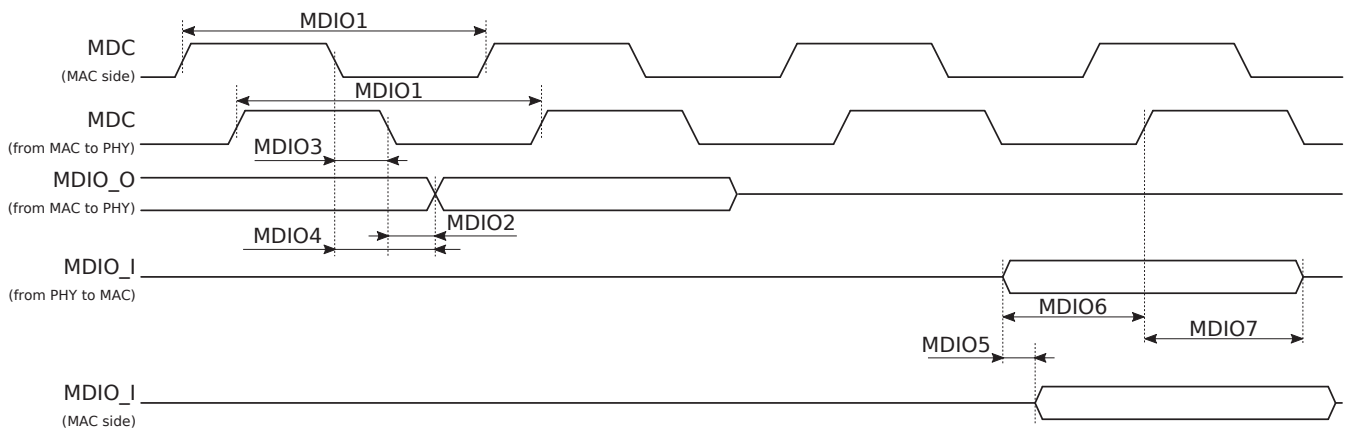 MDIO1
MDC
(MAC side)
MDIO1
MDC
(from MAC to PHY)
MDIO3
MDIO_O
(from MAC to PHY)
MDIO2
MDIO4
MDIO_I
(from PHY to MAC)
MDIO6
MDIO7
MDIO5
MDIO_I
(MAC side)